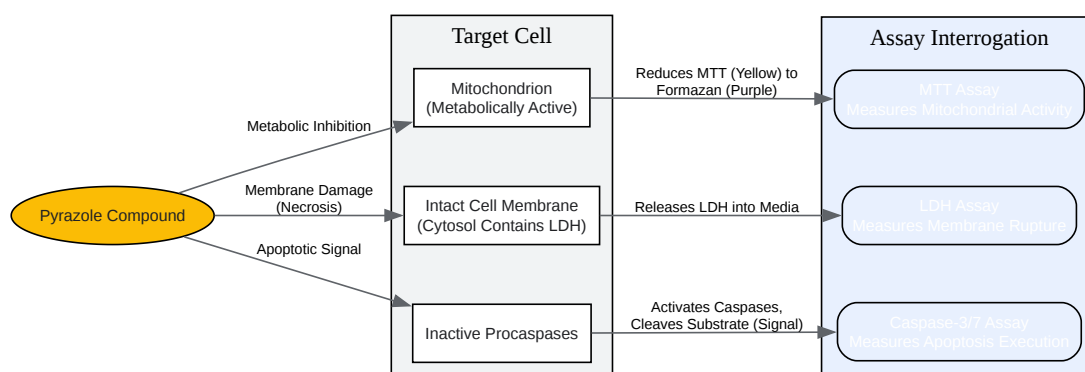 Target Cell
Assay Interrogation
Pyrazole Compound
Metabolic Inhibition
Membrane Damage
(Necrosis)
Apoptotic Signal
Mitochondrion
(Metabolically Active)
Intact Cell Membrane
(Cytosol Contains LDH)
Inactive Procaspases
Reduces MTT (Yellow) to
Formazan (Purple)
Releases LDH into Media
Activates Caspases,
Cleaves Substrate (Signal)
MTT Assay
Measures Mitochondrial Activity
LDH Assay
Measures Membrane Rupture
Caspase-3/7 Assay
Measures Apoptosis Execution